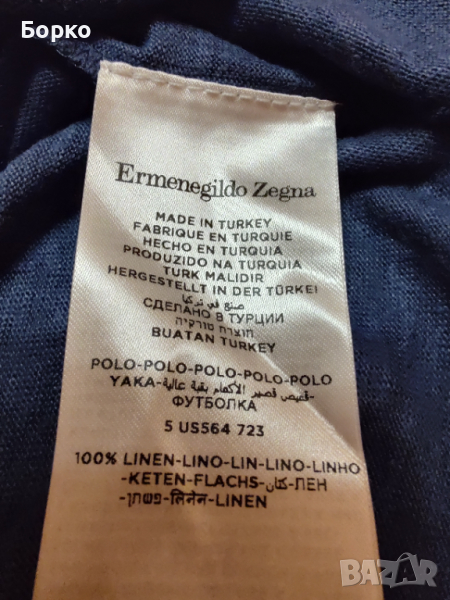 Борко
Ermenegildo Zegna
MADE IN TURKEY
FABRIQUE EN TURQUIE
HECHO EN TURQUIA
PRODUZIDO NA TURQUIA
TURK MALIDIR
HERGESTELLT IN DER TÜRKEI
صنع في تركيا
СДЕЛАНО В ТУРЦИИ
תוצרת טורקיה
BUATAN TURKEY
POLO-POLO-POLO-POLO-POLO
YAKA-قميص قصير الأكمام بقبة عالية-
ФУТБОЛКА
5 US564 723
100% LINEN-LINO-LIN-LINO-LINHO
-KETEN-FLACHS-كتان-ЛЕН
-פשתן-लिनेन-LINEN
bazar